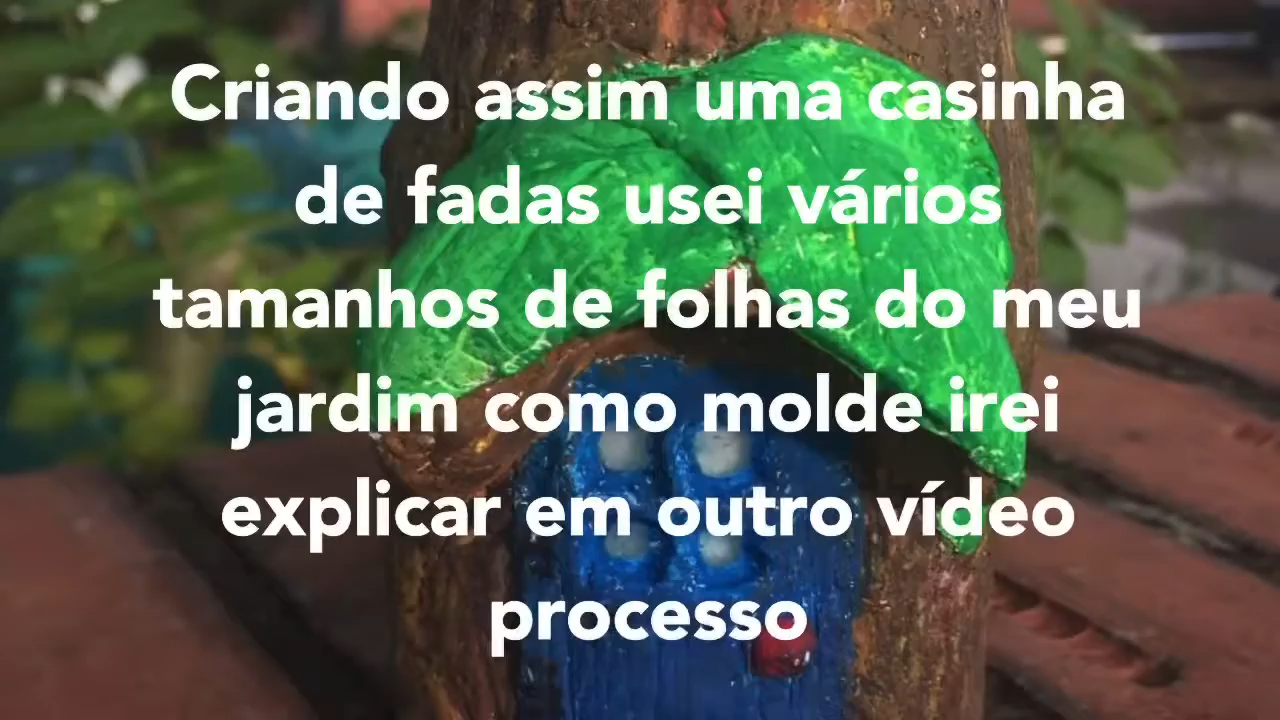 Criando assim uma casinha
de fadas usei vários
tamanhos de folhas do meu
jardim como molde irei
explicar em outro vídeo
processo